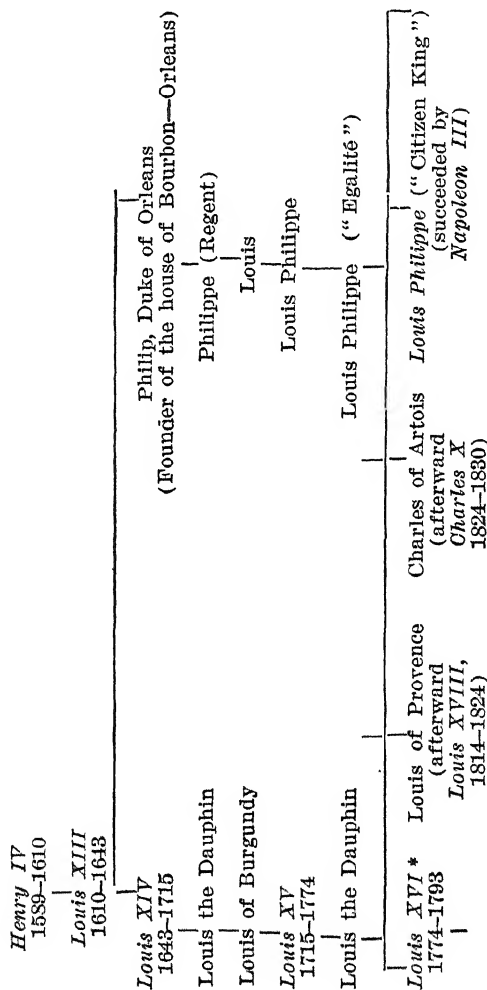 Henry IV
1589–1610
Louis XIII
1610–1643
Louis XIV
1643–1715
Philip, Duke of Orleans
(Founder of the house of Bourbon—Orleans)
Louis the Dauphin
Philippe (Regent)
Louis of Burgundy
Louis
Louis XV
1715–1774
Louis Philippe
Louis the Dauphin
Louis Philippe (“Egalité”)
Louis XVI*
1774–1793
Louis of Provence
(afterward
Louis XVIII,
1814–1824)
Charles of Artois
(afterward
Charles X
1824–1830)
Louis Philippe (“Citizen King”)
(succeeded by
Napoleon III)